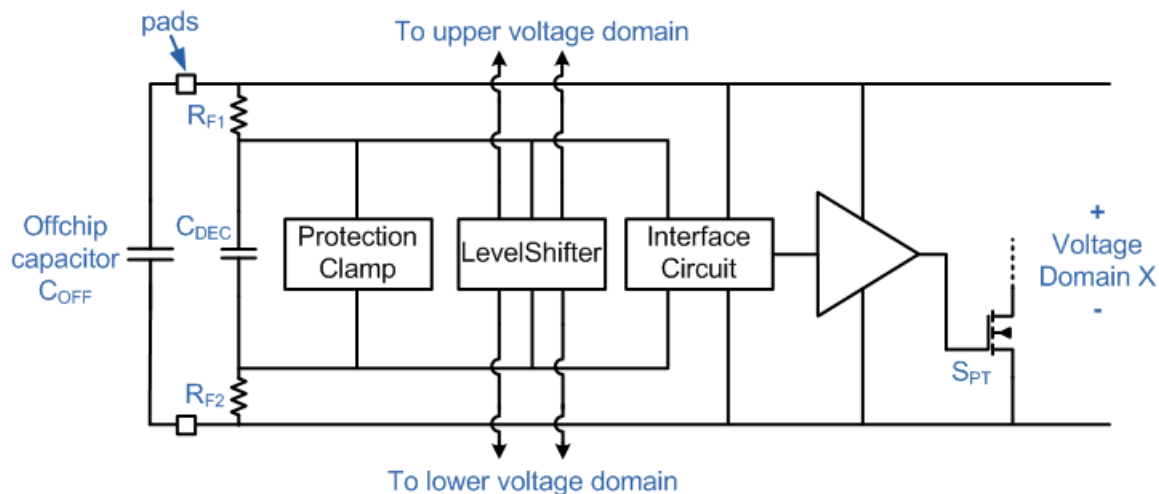 pads
To upper voltage domain
RF1
Offchip
capacitor
COFF
CDEC
Protection
Clamp
LevelShifter
Interface
Circuit
+
Voltage
Domain X
-
SPT
RF2
To lower voltage domain